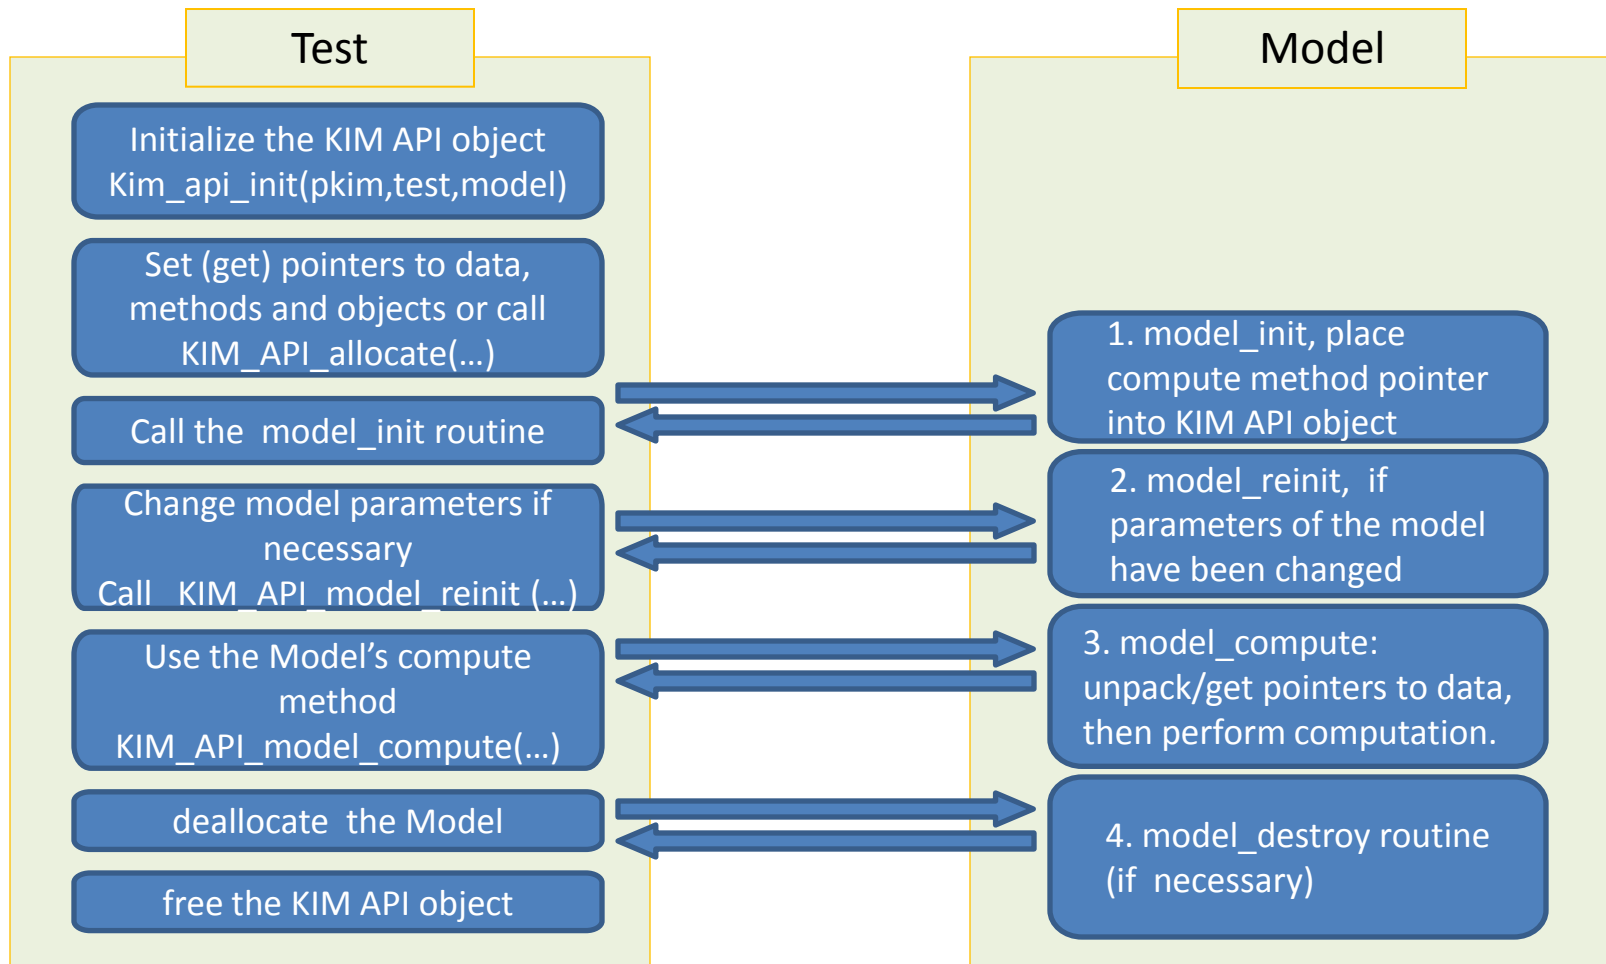 Test
Initialize the KIM API object
Kim_api_init(pkim,test,model)
Set (get) pointers to data,
methods and objects or call
KIM_API_allocate(…)
Call the model_init routine
Change model parameters if
necessary
Call KIM_API_model_reinit (…)
Use the Model’s compute
method
KIM_API_model_compute(…)
deallocate the Model
free the KIM API object
Model
1. model_init, place
compute method pointer
into KIM API object
2. model_reinit, if
parameters of the model
have been changed
3. model_compute:
unpack/get pointers to data,
then perform computation.
4. model_destroy routine
(if necessary)